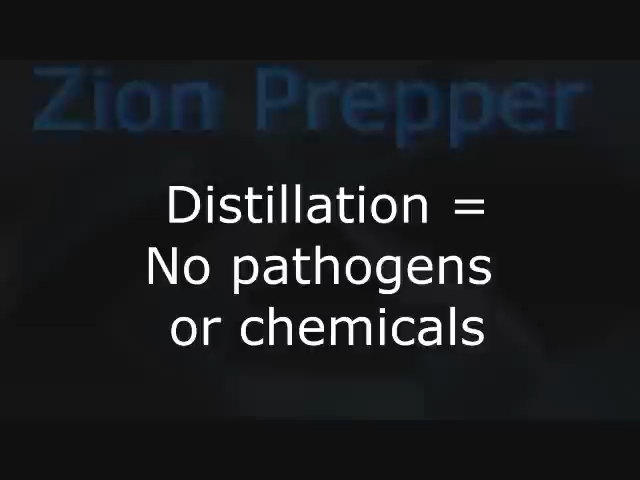 Zion Prepper
Distillation =
No pathogens
or chemicals